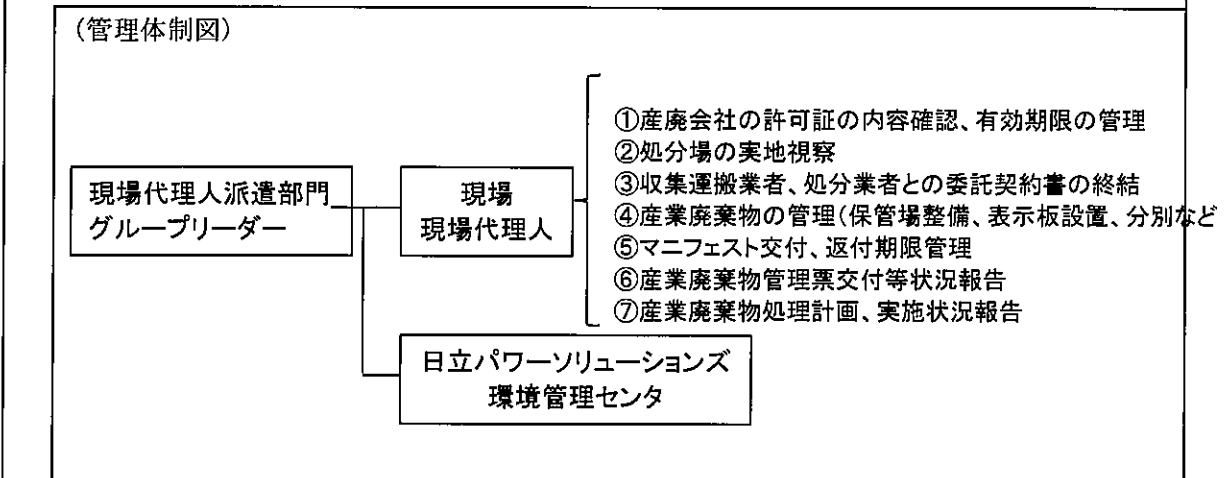 (管理体制図)
現場代理人派遣部門
グループリーダー
現場
現場代理人
①産廃会社の許可証の内容確認、有効期限の管理
②処分場の実地視察
③収集運搬業者、処分業者との委託契約書の終結
④産業廃棄物の管理(保管場整備、表示板設置、分別など
⑤マニフェスト交付、返付期限管理
⑥産業廃棄物管理票交付等状況報告
⑦産業廃棄物処理計画、実施状況報告
日立パワーソリューションズ
環境管理センタ